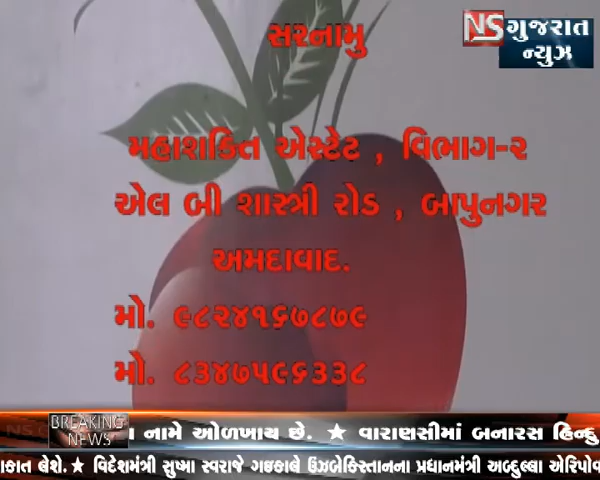 સરનામુ
NS ગુજરાત
ન્યુઝ
મહાશકિત એસ્ટેટ , વિભાગ-૨
એલ બી શાસ્ત્રી રોડ , બાપુનગર
અમદાવાદ.
મો. ૯૮૨૪૧૬૭૮૭૯
મો. ૮૩૪૭૫૯૬૩૩૮
BREAKING
NEWS
નામે ઓળખાય છે. ★ વારાણસીમાં બનારસ હિન્દુ
ાકાત લેશે. ★ વિદેશમંત્રી સુષ્મા સ્વરાજે ગઇકાલે ઉઝબેકિસ્તાનના પ્રધાનમંત્રી અબ્દુલ્લા એરિપોવ